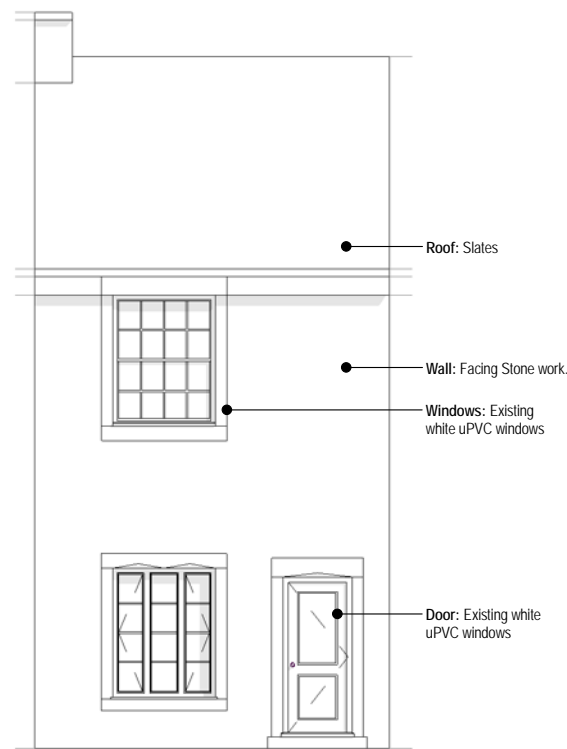 Roof: Slates
Wall: Facing Stone work.
Windows: Existing
white uPVC windows
Door: Existing white
uPVC windows